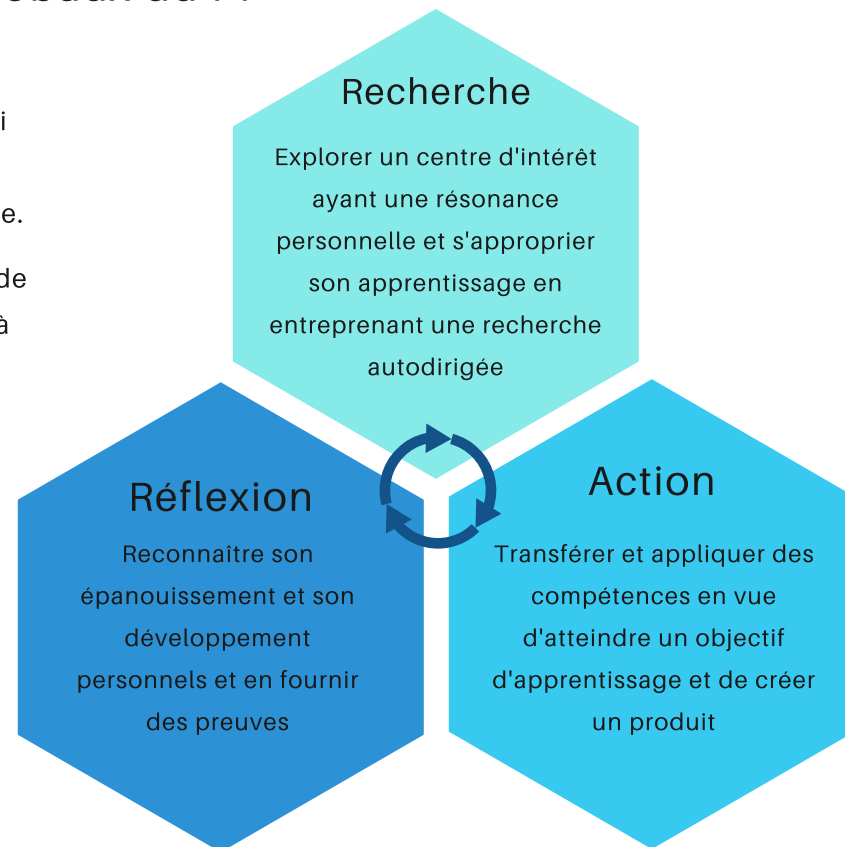 i
e.
de
à
Recherche
Explorer un centre d'intérêt
ayant une résonance
personnelle et s'approprier
son apprentissage en
entreprenant une recherche
autodirigée
Réflexion
Reconnaître son
épanouissement et son
développement
personnels et en fournir
des preuves
Action
Transférer et appliquer des
compétences en vue
d'atteindre un objectif
d'apprentissage et de créer
un produit